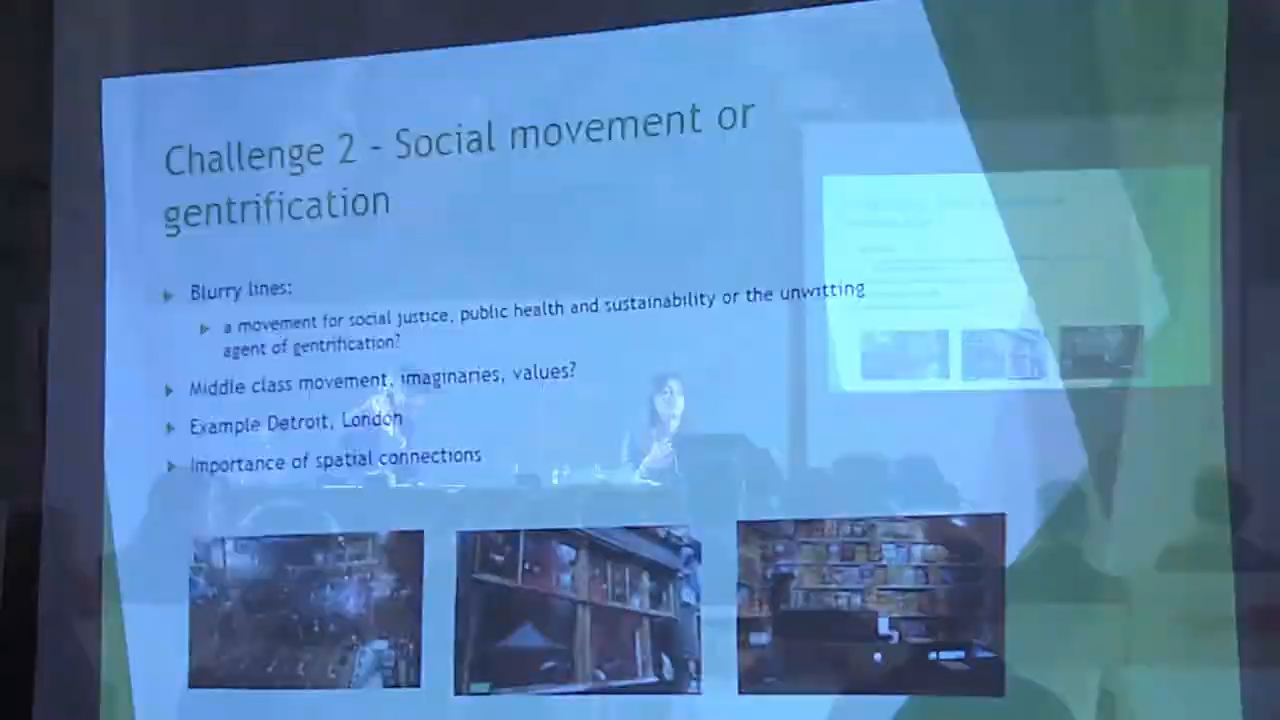 Challenge 2 - Social movement or
gentrification
Blurry lines:
a movement for social justice, public health and sustainability or the unwitting
agent of gentrification?
Middle class movement, imaginaries, values?
Example Detroit, London
Importance of spatial connections